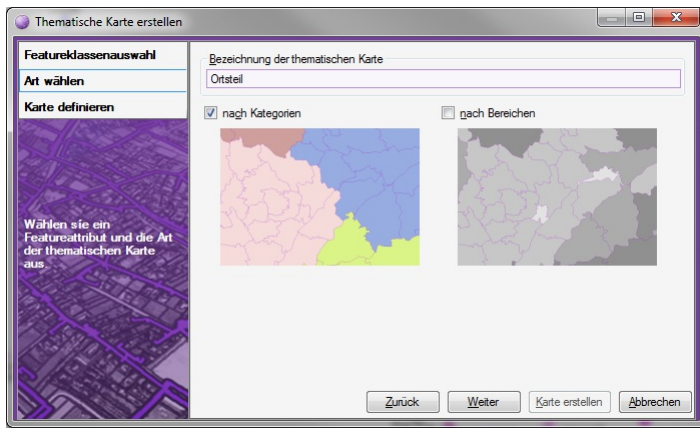 Thematische Karte erstellen
Featureklassenauswahl
Art wählen
Karte definieren
Wählen sie ein
Featureattribut und die Art
der thematischen Karte
aus.
Bezeichnung der thematischen Karte
Ortsteil
nach Kategorien
nach Bereichen
Zurück
Weiter
Karte erstellen
Abbrechen